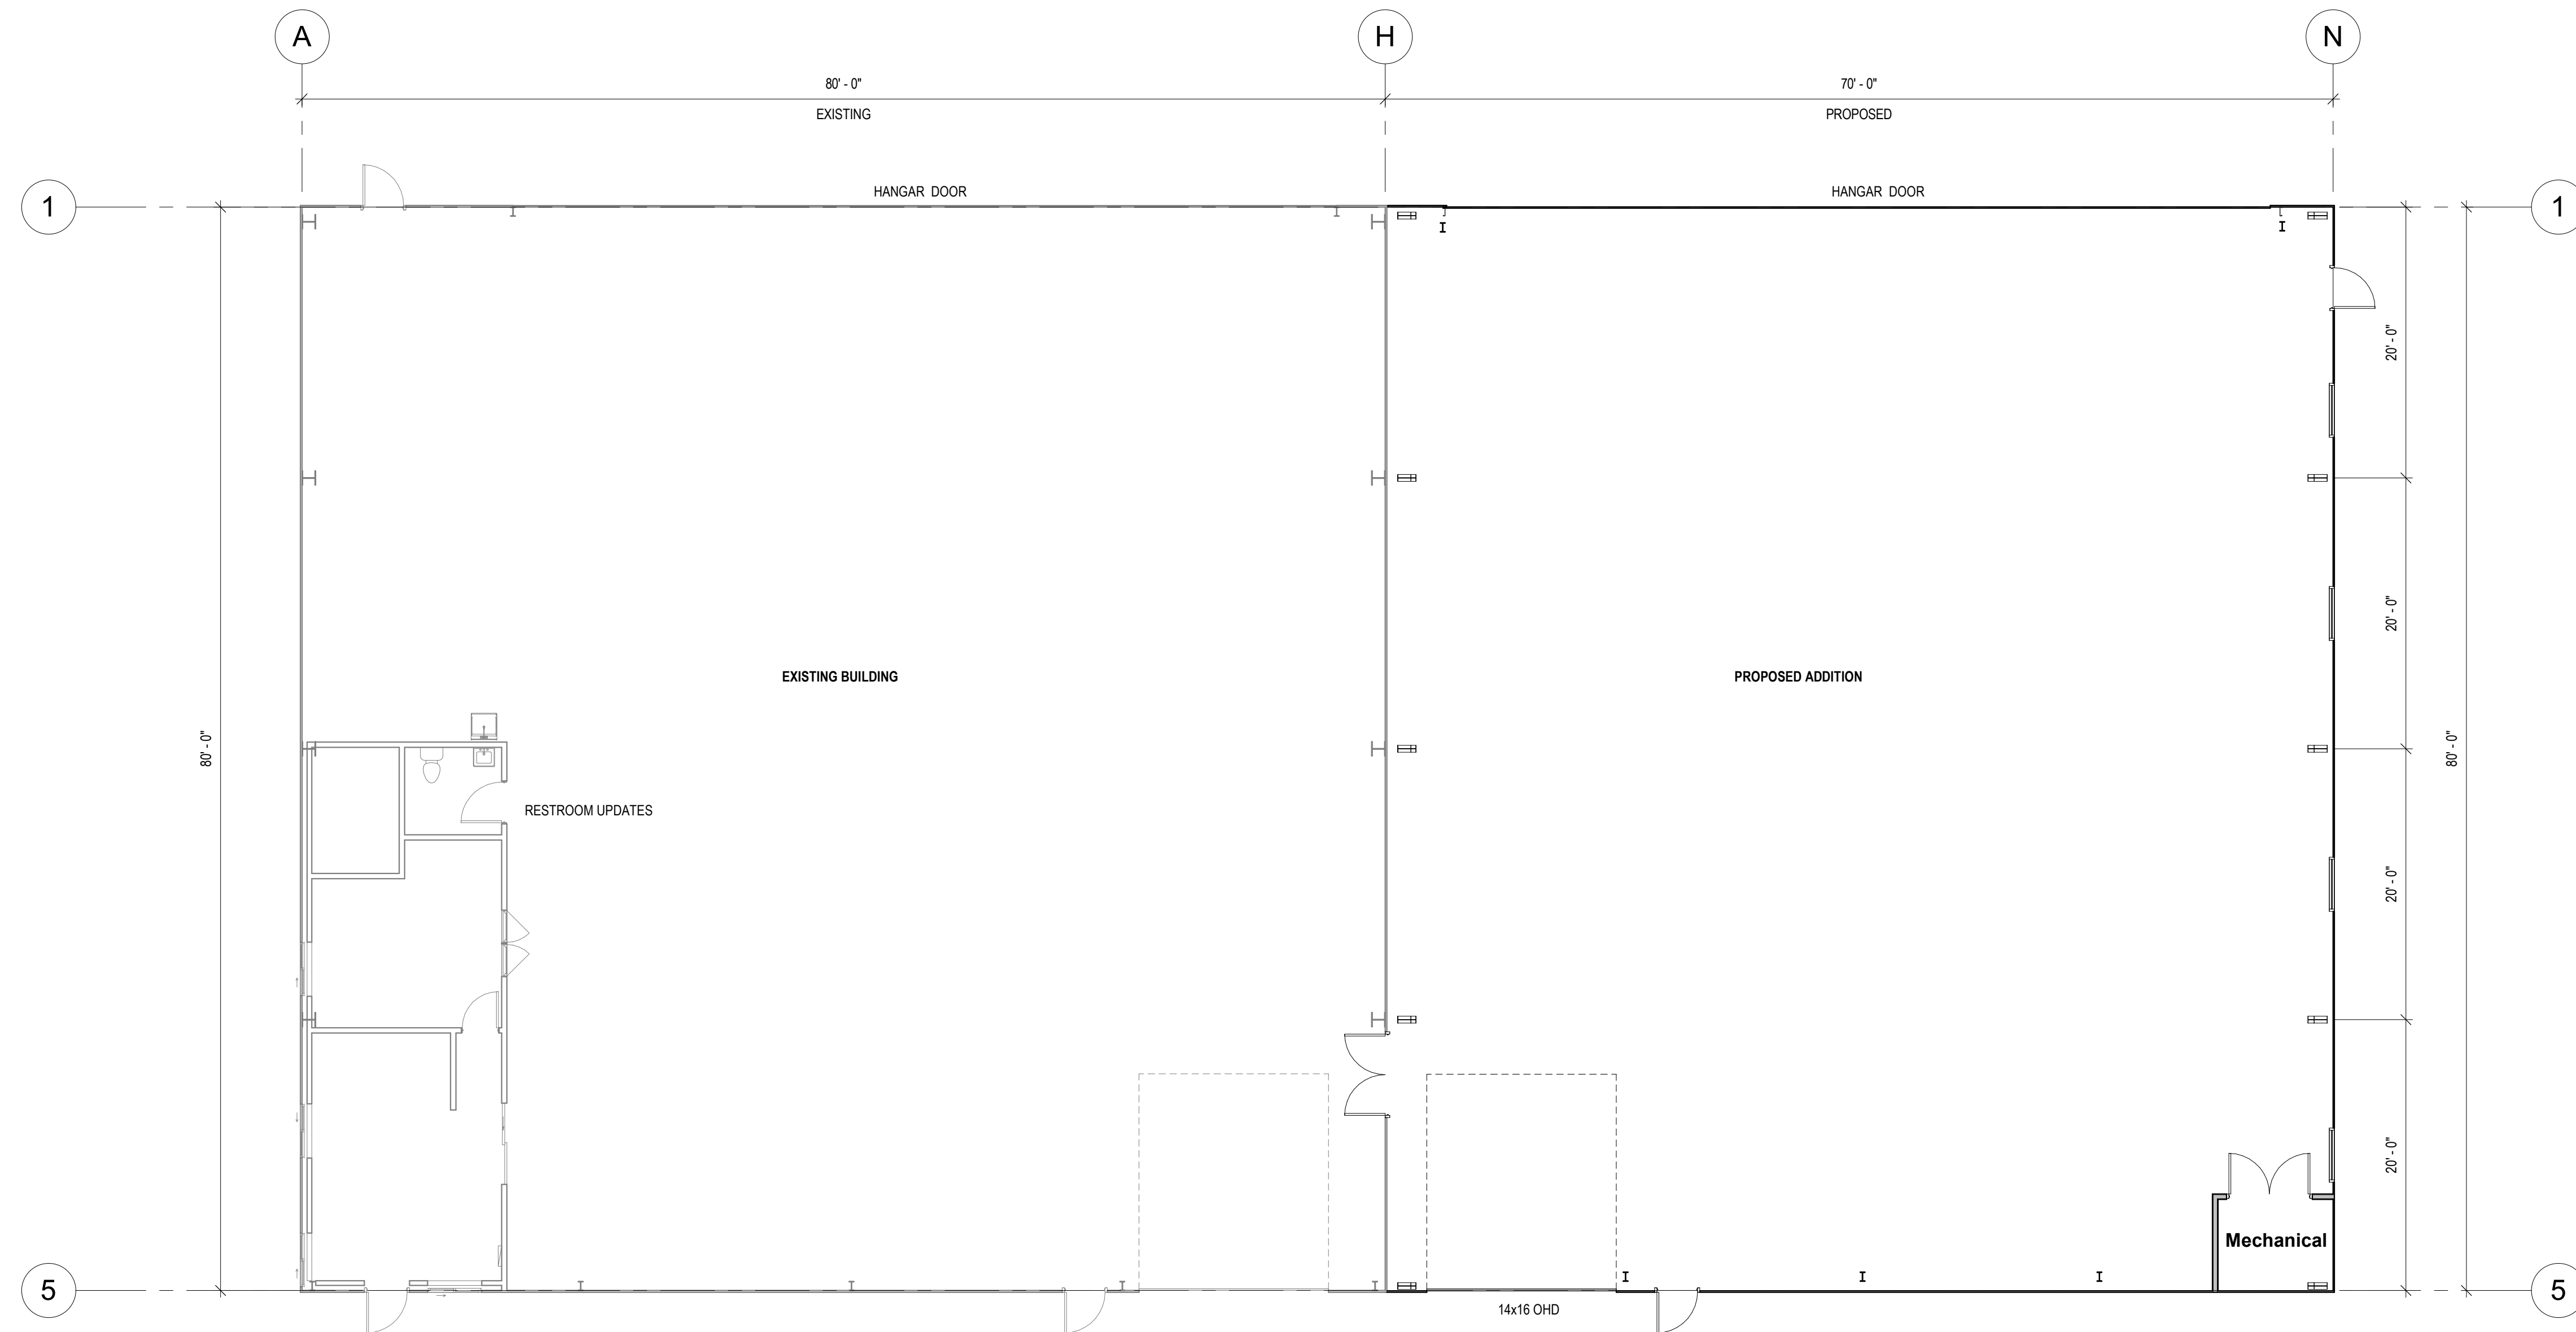 A
H
N
80' - 0"
70' - 0"
EXISTING
PROPOSED
1
HANGAR DOOR
HANGAR DOOR
1
20' - 0"
20' - 0"
EXISTING BUILDING
PROPOSED ADDITION
80' - 0"
80' - 0"
RESTROOM UPDATES
20' - 0"
20' - 0"
Mechanical
5
14x16 OHD
5